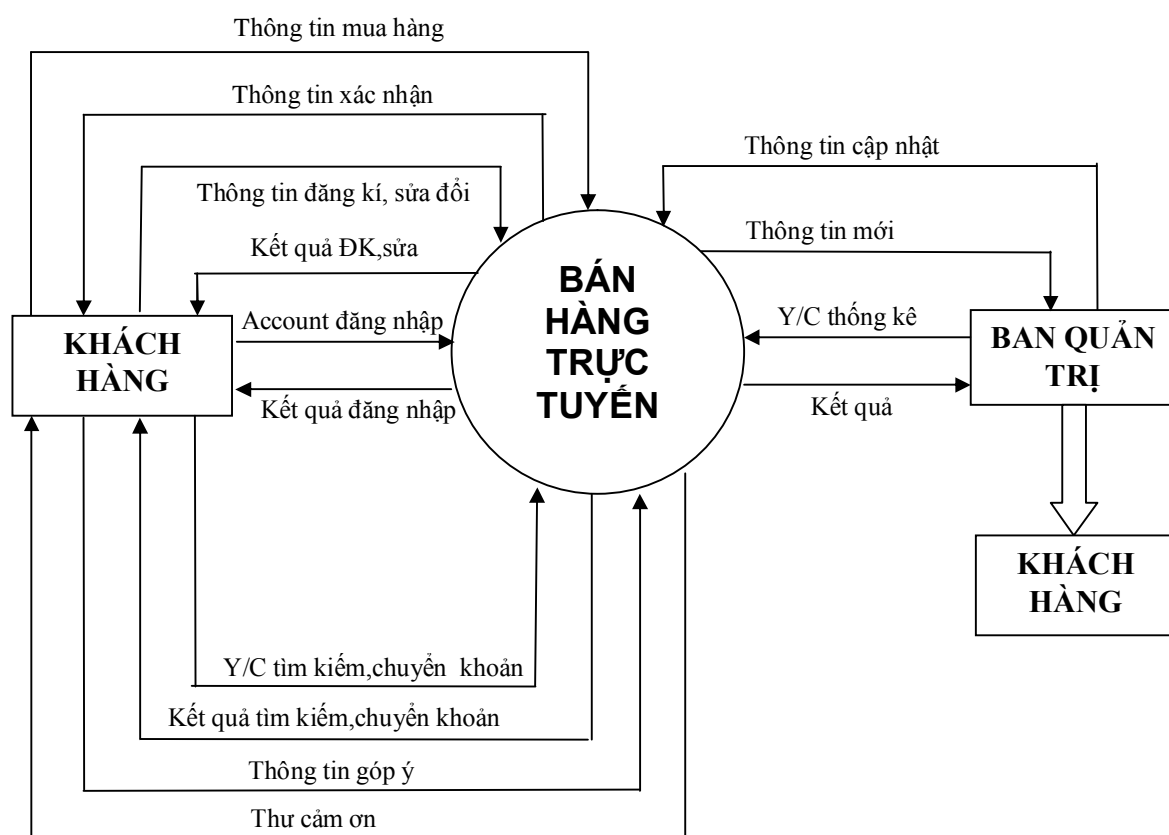 Thông tin mua hàng
Thông tin xác nhận
Thông tin cập nhật
Thông tin đăng kí, sửa đổi
Thông tin mới
Kết quả ĐK,sửa
BÁN
HÀNG
TRỰC
TUYẾN
Account đăng nhập
Y/C thống kê
KHÁCH
HÀNG
BAN QUẢN
TRỊ
Kết quả đăng nhập
Kết quả
KHÁCH
HÀNG
Y/C tìm kiếm,chuyển khoản
Kết quả tìm kiếm,chuyển khoản
Thông tin góp ý
Thư cảm ơn